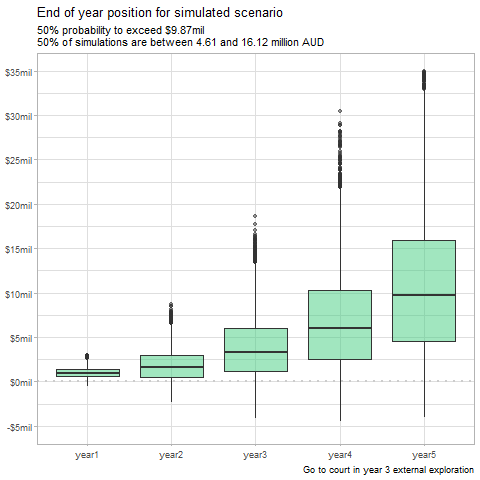 End of year position for simulated scenario
50% probability to exceed $9.87mil
50% of simulations are between 4.61 and 16.12 million AUD
$35mil
$30mil
$25mil
$20mil
$15mil
$10mil
$5mil
$0mil
-$5mil
year1 year2 year3 year4 year5
Go to court in year 3 external exploration